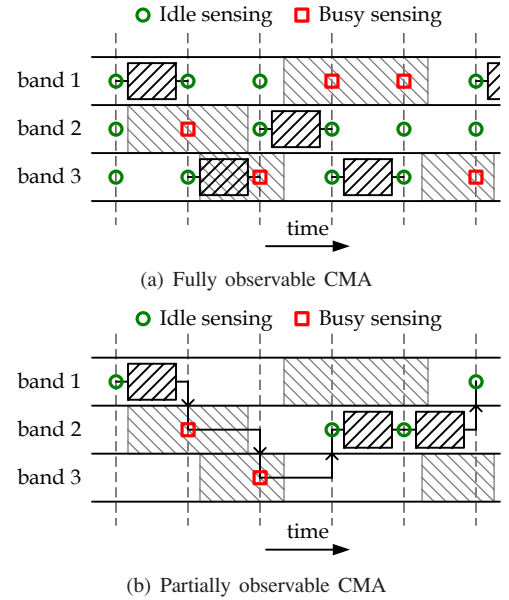 Idle sensing Busy sensing
band 1
band 2
band 3
time
(a) Fully observable CMA
Idle sensing Busy sensing
band 1
band 2
band 3
time
(b) Partially observable CMA